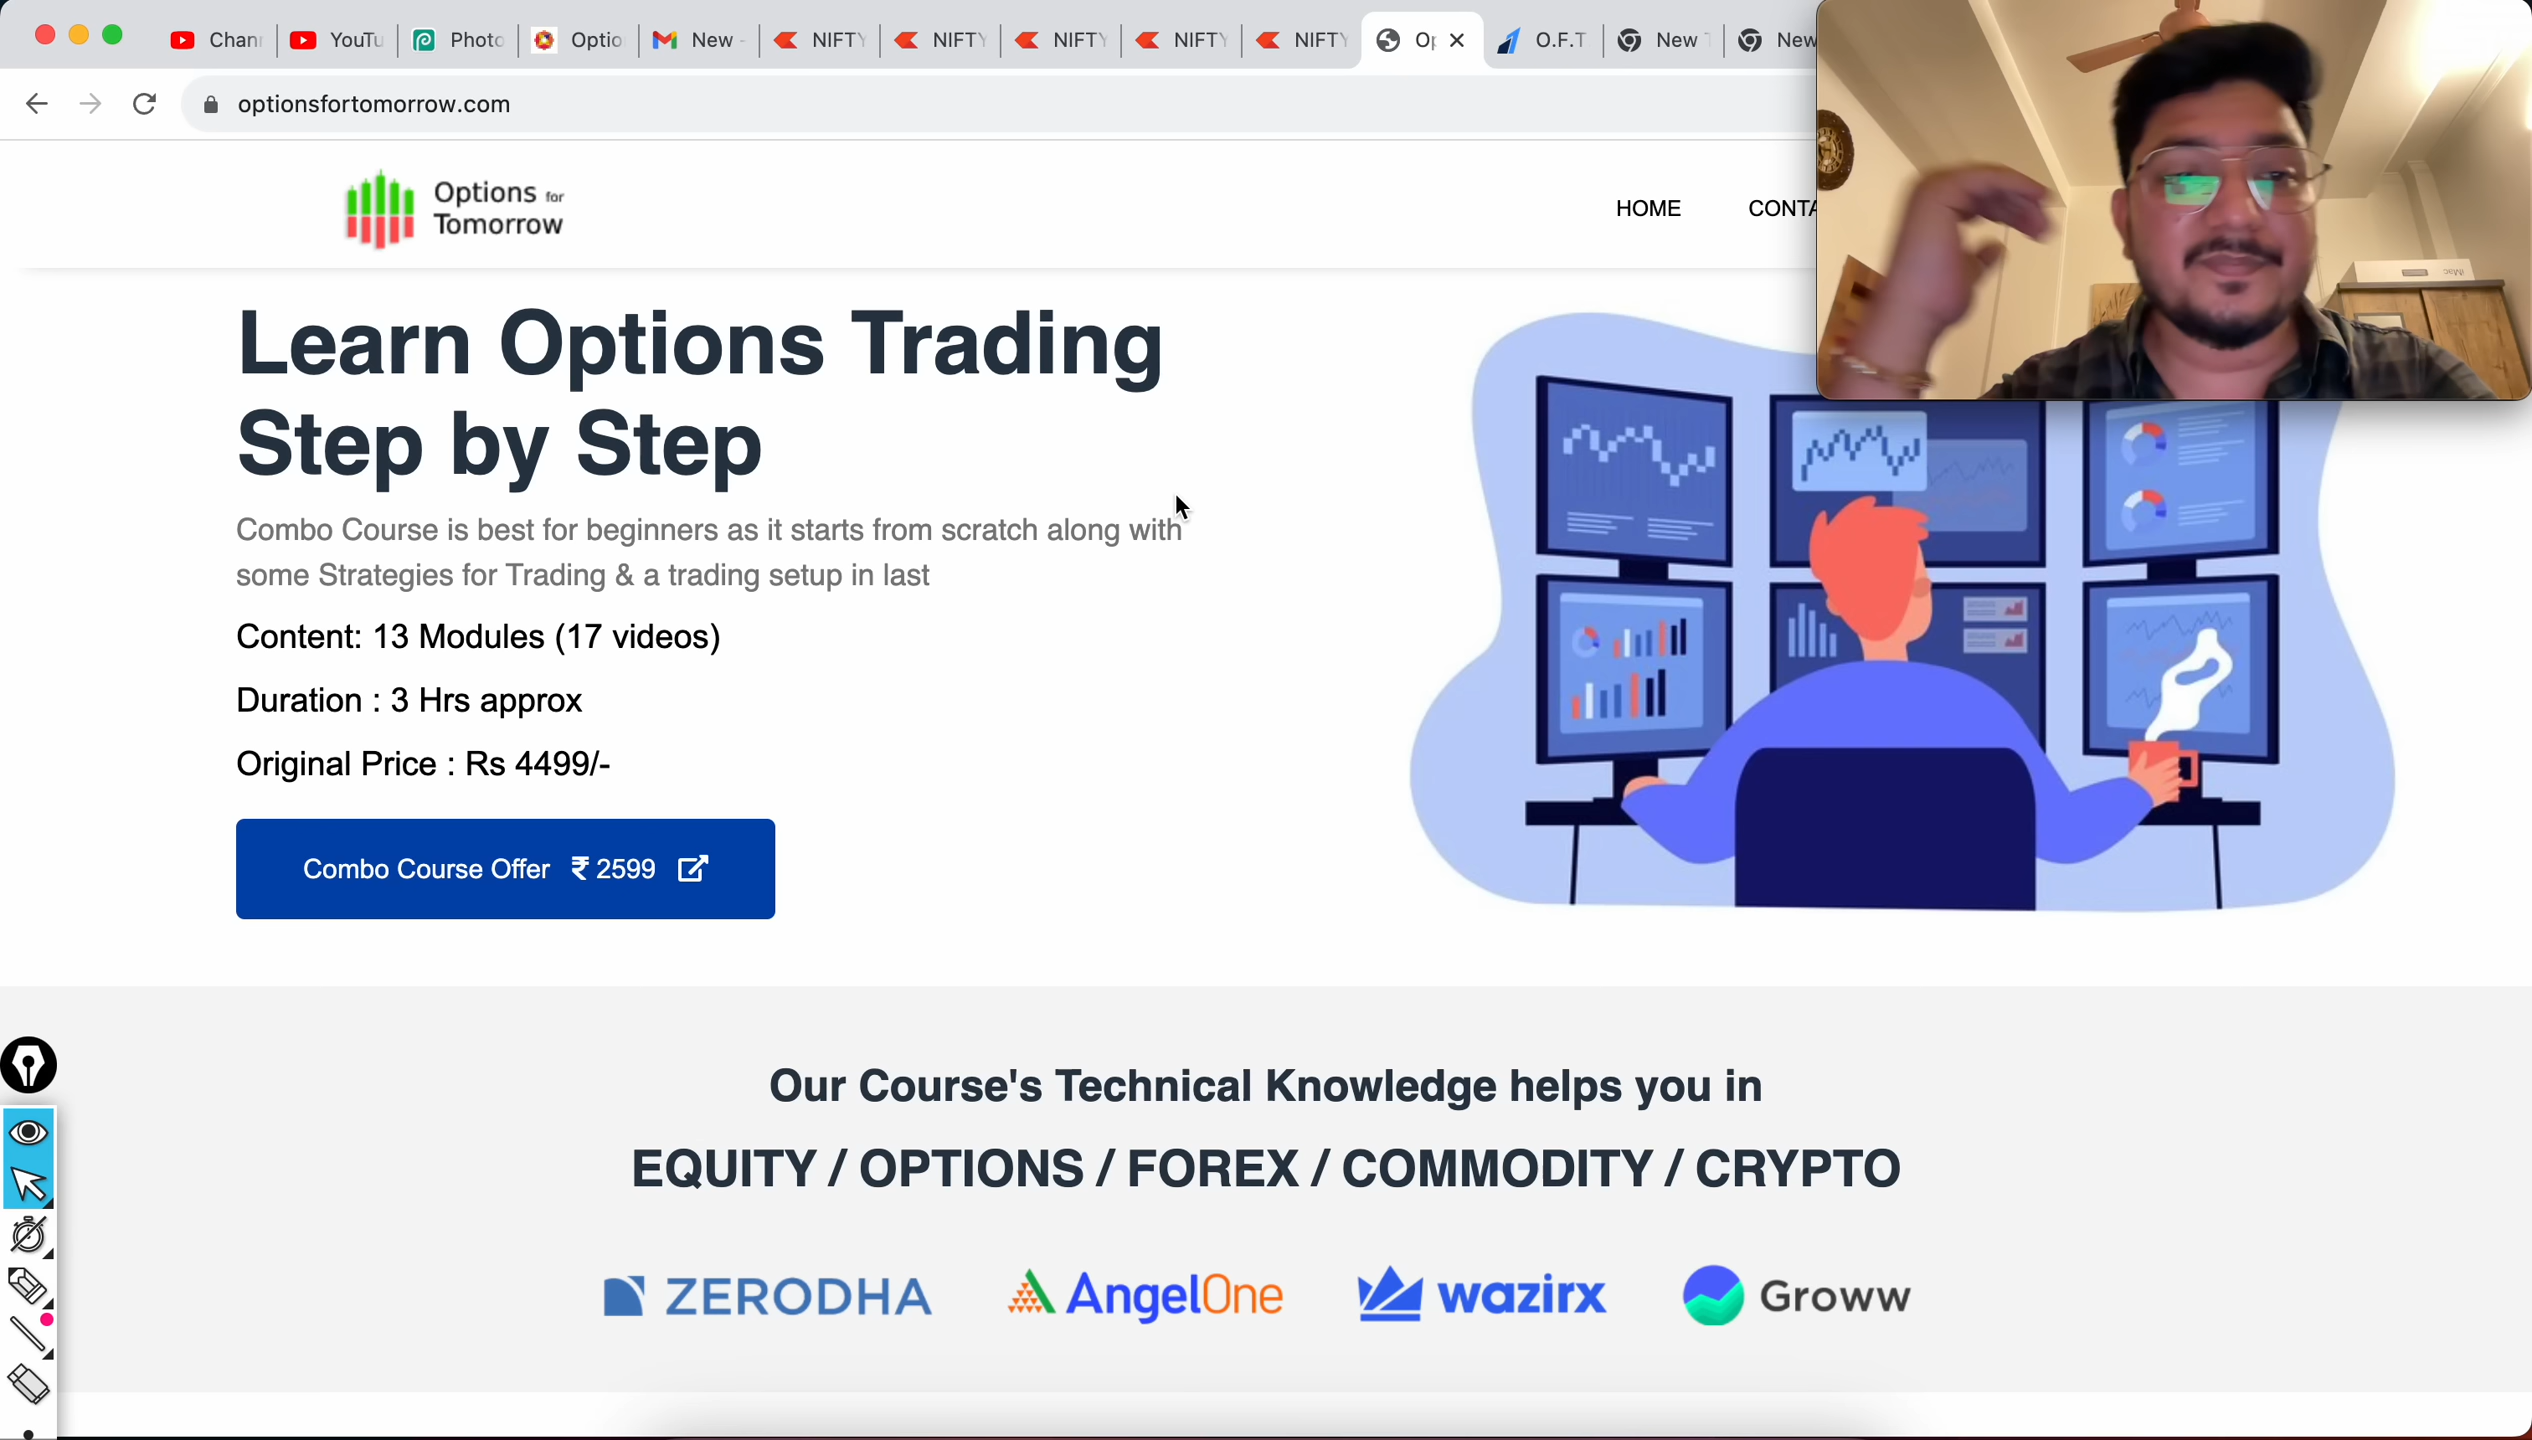 Chan
YouTu
Photo
Optio
New -
NIFTY
NIFTY
NIFTY
NIFTY
NIFTY
Op
O.F.T
New T
New
optionsfortomorrow.com
Options for
Tomorrow
HOME
CONTA
Learn Options Trading
Step by Step
Combo Course is best for beginners as it starts from scratch along with
some Strategies for Trading & a trading setup in last
Content: 13 Modules (17 videos)
Duration : 3 Hrs approx
Original Price : Rs 4499/-
Combo Course Offer ₹ 2599
Our Course's Technical Knowledge helps you in
EQUITY / OPTIONS / FOREX / COMMODITY / CRYPTO
ZERODHA
AngelOne
wazirx
Groww
iMac